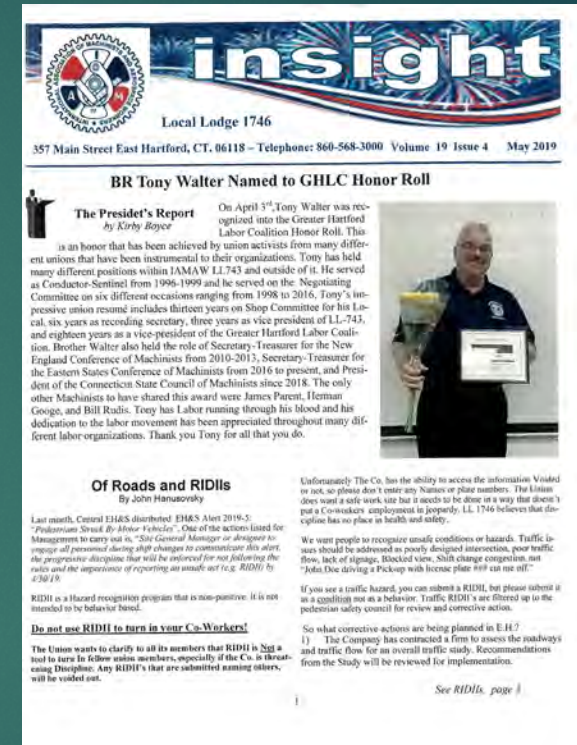 insight
INTERNATIONAL ASSOCIATION OF MACHINISTS AND AEROSPACE WORKERS
A M
Local Lodge 1746
357 Main Street East Hartford, CT. 06118 – Telephone: 860-568-3000 Volume 19 Issue 4 May 2019
BR Tony Walter Named to GHLC Honor Roll
The Presidet's Report
by Kirby Boyce
On April 3rd,Tony Walter was rec-
ognized into the Greater Hartford
Labor Coalition Honor Roll. This
is an honor that has been achieved by union activists from many differ-
ent unions that have been instrumental to their organizations. Tony has held
many different positions within IAMAW LL743 and outside of it. He served
as Conductor-Sentinel from 1996-1999 and he served on the Negotiating
Committee on six different occasions ranging from 1998 to 2016, Tony's im-
pressive union resumé includes thirteen years on Shop Committee for his Lo-
cal, six years as recording secretary, three years as vice president of LL-743,
and eighteen years as a vice-president of the Greater Hartford Labor Coali-
tion. Brother Walter also held the role of Secretary-Treasurer for the New
England Conference of Machinists from 2010-2013, Secretary-Treasurer for
the Eastern States Conference of Machinists from 2016 to present, and Presi-
dent of the Connecticut State Council of Machinists since 2018. The only
other Machinists to have shared this award were James Parent, Herman
Googe, and Bill Rudis. Tony has Labor running through his blood and his
dedication to the labor movement has been appreciated throughout many dif-
ferent labor organizations. Thank you Tony for all that you do.
Of Roads and RIDIIs
By John Hanusovsky
Last month, Central EH&S distributed EH&S Alert 2019-5:
"Pedestrian Struck By Motor Vehicles". One of the actions listed for
Management to carry out is, "Site General Manager or designee to
engage all personnel during shift changes to communicate this alert,
the progressive discipline that will be enforced for not following the
rules and the importance of reporting an unsafe act (e.g. RIDII) by
4/30/19.
RIDII is a Hazard recognition program that is non-punitive. It is not
intended to be behavior based.
Do not use RIDII to turn in your Co-Workers!
The Union wants to clarify to all its members that RIDII is Not a
tool to turn In fellow union members, especially if the Co. is threat-
ening Discipline. Any RIDII's that are submitted naming others,
will be voided out.
Unfortunately The Co. has the ability to access the information Voided
or not, so please don't enter any Names or plate numbers. The Union
does want a safe work site but it needs to be done in a way that doesn't
put a Co-workers employment in jeopardy. LL 1746 believes that dis-
cipline has no place in health and safety.
We want people to recognize unsafe conditions or hazards. Traffic is-
sues should be addressed as poorly designed intersection, poor traffic
flow, lack of signage, Blocked view, Shift change congestion, not
"John Doe driving a Pick-up with license plate ### cut me off."
If you see a traffic hazard, you can submit a RIDII, but please submit it
as a condition not as a behavior. Traffic RIDII's are filtered up to the
pedestrian safety council for review and corrective action.
So what corrective actions are being planned in E.H.?
1) The Company has contracted a firm to assess the roadways
and traffic flow for an overall traffic study. Recommendations
from the Study will be reviewed for implementation.
See RIDIIs, page 3
1